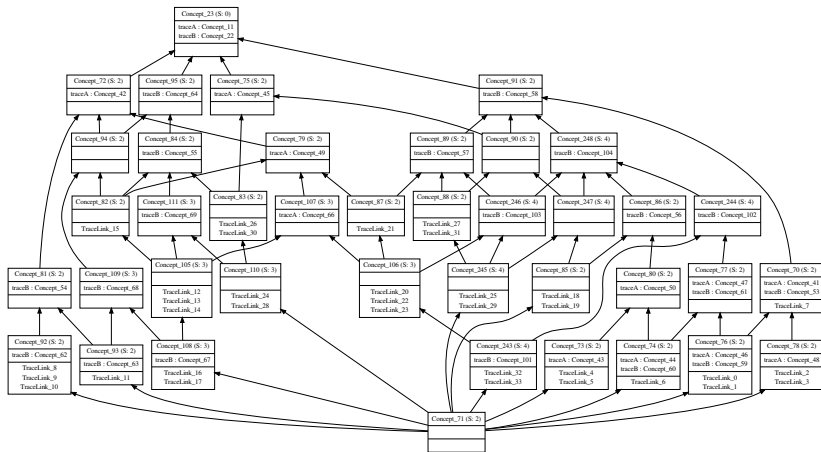 Concept_23 (S: 0)
traceA : Concept_11
traceB : Concept_22
Concept_72 (S: 2)
traceA : Concept_42
Concept_95 (S: 2)
traceB : Concept_64
Concept_75 (S: 2)
traceA : Concept_45
Concept_91 (S: 2)
traceB : Concept_58
Concept_94 (S: 2)
Concept_84 (S: 2)
traceB : Concept_55
Concept_79 (S: 2)
traceA : Concept_49
Concept_89 (S: 2)
traceB : Concept_57
Concept_90 (S: 2)
Concept_248 (S: 4)
traceB : Concept_104
Concept_82 (S: 2)
TraceLink_15
Concept_111 (S: 3)
traceB : Concept_69
Concept_83 (S: 2)
TraceLink_26
TraceLink_30
Concept_107 (S: 3)
traceA : Concept_66
Concept_87 (S: 2)
TraceLink_21
Concept_88 (S: 2)
TraceLink_27
TraceLink_31
Concept_246 (S: 4)
traceB : Concept_103
Concept_247 (S: 4)
Concept_86 (S: 2)
traceB : Concept_56
Concept_244 (S: 4)
traceB : Concept_102
Concept_81 (S: 2)
traceB : Concept_54
Concept_109 (S: 3)
traceB : Concept_68
Concept_105 (S: 3)
TraceLink_12
TraceLink_13
TraceLink_14
Concept_110 (S: 3)
TraceLink_24
TraceLink_28
Concept_106 (S: 3)
TraceLink_20
TraceLink_22
TraceLink_23
Concept_245 (S: 4)
TraceLink_25
TraceLink_29
Concept_85 (S: 2)
TraceLink_18
TraceLink_19
Concept_80 (S: 2)
traceA : Concept_50
Concept_77 (S: 2)
traceA : Concept_47
traceB : Concept_61
Concept_70 (S: 2)
traceA : Concept_41
traceB : Concept_53
TraceLink_7
Concept_92 (S: 2)
traceB : Concept_62
TraceLink_8
TraceLink_9
TraceLink_10
Concept_93 (S: 2)
traceB : Concept_63
TraceLink_11
Concept_108 (S: 3)
traceB : Concept_67
TraceLink_16
TraceLink_17
Concept_243 (S: 4)
traceB : Concept_101
TraceLink_32
TraceLink_33
Concept_73 (S: 2)
traceA : Concept_43
TraceLink_4
TraceLink_5
Concept_74 (S: 2)
traceA : Concept_44
traceB : Concept_60
TraceLink_6
Concept_76 (S: 2)
traceA : Concept_46
traceB : Concept_59
TraceLink_0
TraceLink_1
Concept_78 (S: 2)
traceA : Concept_48
TraceLink_2
TraceLink_3
Concept_71 (S: 2)